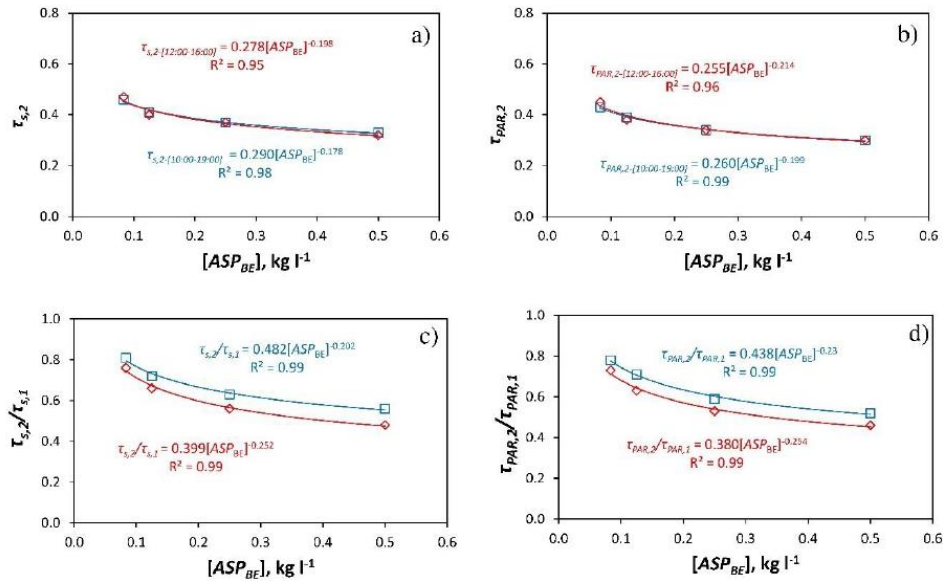 a)
0.8
0.6
0.4
0.2
0.0
τs,2
τs,2-[12:00-16:00] = 0.278[ASPBE]-0.198
R² = 0.95
τs,2-[10:00-19:00] = 0.290[ASPBE]-0.178
R² = 0.98
0.0 0.1 0.2 0.3 0.4 0.5 0.6
[ASPBE], kg l-1
b)
0.8
0.6
0.4
0.2
0.0
τPAR,2
τPAR,2-[12:00-16:00] = 0.255[ASPBE]-0.214
R² = 0.96
τPAR,2-[10:00-19:00] = 0.260[ASPBE]-0.199
R² = 0.99
0.0 0.1 0.2 0.3 0.4 0.5 0.6
[ASPBE], kg l-1
c)
1.0
0.8
0.6
0.4
0.2
0.0
τs,2/τs,1
τs,2/τs,1 = 0.482[ASPBE]-0.202
R² = 0.99
τs,2/τs,1 = 0.399[ASPBE]-0.252
R² = 0.99
0.0 0.1 0.2 0.3 0.4 0.5 0.6
[ASPBE], kg l-1
d)
1.0
0.8
0.6
0.4
0.2
0.0
τPAR,2/τPAR,1
τPAR,2/τPAR,1 = 0.438[ASPBE]-0.23
R² = 0.99
τPAR,2/τPAR,1 = 0.380[ASPBE]-0.254
R² = 0.99
0.0 0.1 0.2 0.3 0.4 0.5 0.6
[ASPBE], kg l-1